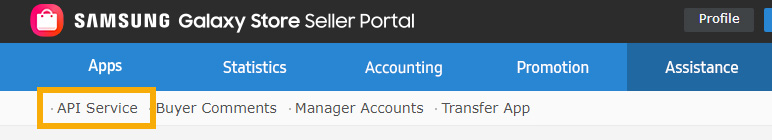 SAMSUNG Galaxy Store Seller Portal Profile
Apps Statistics Accounting Promotion Assistance
· API Service · Buyer Comments · Manager Accounts · Transfer App